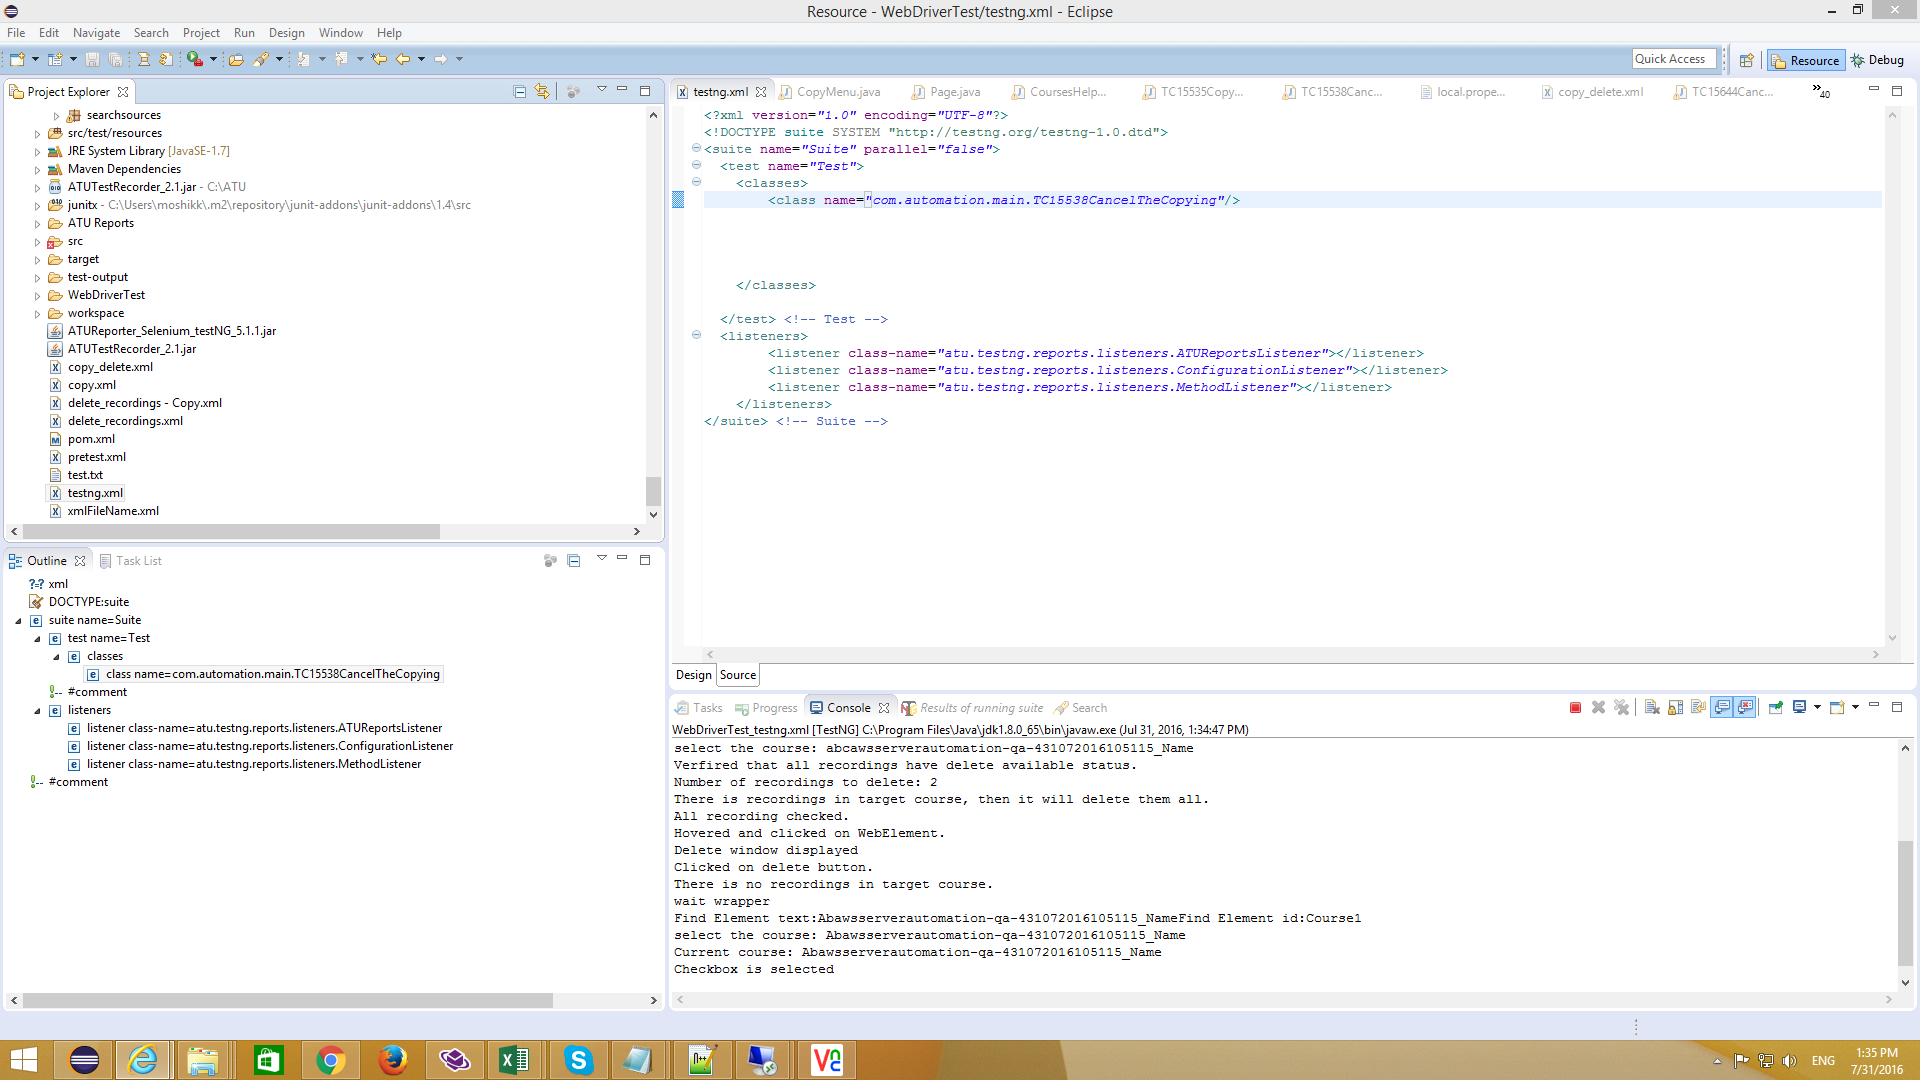 Resource - WebDriverTest/testng.xml - Eclipse
File Edit Navigate Search Project Run Design Window Help
Quick Access
Resource
Debug
Project Explorer
searchsources
src/test/resources
JRE System Library [JavaSE-1.7]
Maven Dependencies
ATUTestRecorder_2.1.jar - C:\ATU
junitx - C:\Users\moshikk\.m2\repository\junit-addons\junit-addons\1.4\src
ATU Reports
src
target
test-output
WebDriverTest
workspace
ATUReporter_Selenium_testNG_5.1.1.jar
ATUTestRecorder_2.1.jar
copy_delete.xml
copy.xml
delete_recordings - Copy.xml
delete_recordings.xml
pom.xml
pretest.xml
test.txt
testng.xml
xmlFileName.xml
Outline
Task List
?=? xml
DOCTYPE:suite
suite name=Suite
test name=Test
classes
class name=com.automation.main.TC15538CancelTheCopying
#comment
listeners
listener class-name=atu.testng.reports.listeners.ATUReportsListener
listener class-name=atu.testng.reports.listeners.ConfigurationListener
listener class-name=atu.testng.reports.listeners.MethodListener
#comment
testng.xml
CopyMenu.java
Page.java
CoursesHelp...
TC15535Copy...
TC15538Canc...
local.prope...
copy_delete.xml
TC15644Canc...
»40
<?xml version="1.0" encoding="UTF-8"?>
<!DOCTYPE suite SYSTEM "http://testng.org/testng-1.0.dtd">
<suite name="Suite" parallel="false">
<test name="Test">
<classes>
<class name="com.automation.main.TC15538CancelTheCopying"/>
</classes>
</test> <!-- Test -->
<listeners>
<listener class-name="atu.testng.reports.listeners.ATUReportsListener"></listener>
<listener class-name="atu.testng.reports.listeners.ConfigurationListener"></listener>
<listener class-name="atu.testng.reports.listeners.MethodListener"></listener>
</listeners>
</suite> <!-- Suite -->
Design
Source
Tasks
Progress
Console
Results of running suite
Search
WebDriverTest_testng.xml [TestNG] C:\Program Files\Java\jdk1.8.0_65\bin\javaw.exe (Jul 31, 2016, 1:34:47 PM)
select the course: abcawsserverautomation-qa-431072016105115_Name
Verfired that all recordings have delete available status.
Number of recordings to delete: 2
There is recordings in target course, then it will delete them all.
All recording checked.
Hovered and clicked on WebElement.
Delete window displayed
Clicked on delete button.
There is no recordings in target course.
wait wrapper
Find Element text:Abawsserverautomation-qa-431072016105115_NameFind Element id:Course1
select the course: Abawsserverautomation-qa-431072016105115_Name
Current course: Abawsserverautomation-qa-431072016105115_Name
Checkbox is selected
ENG
1:35 PM
7/31/2016